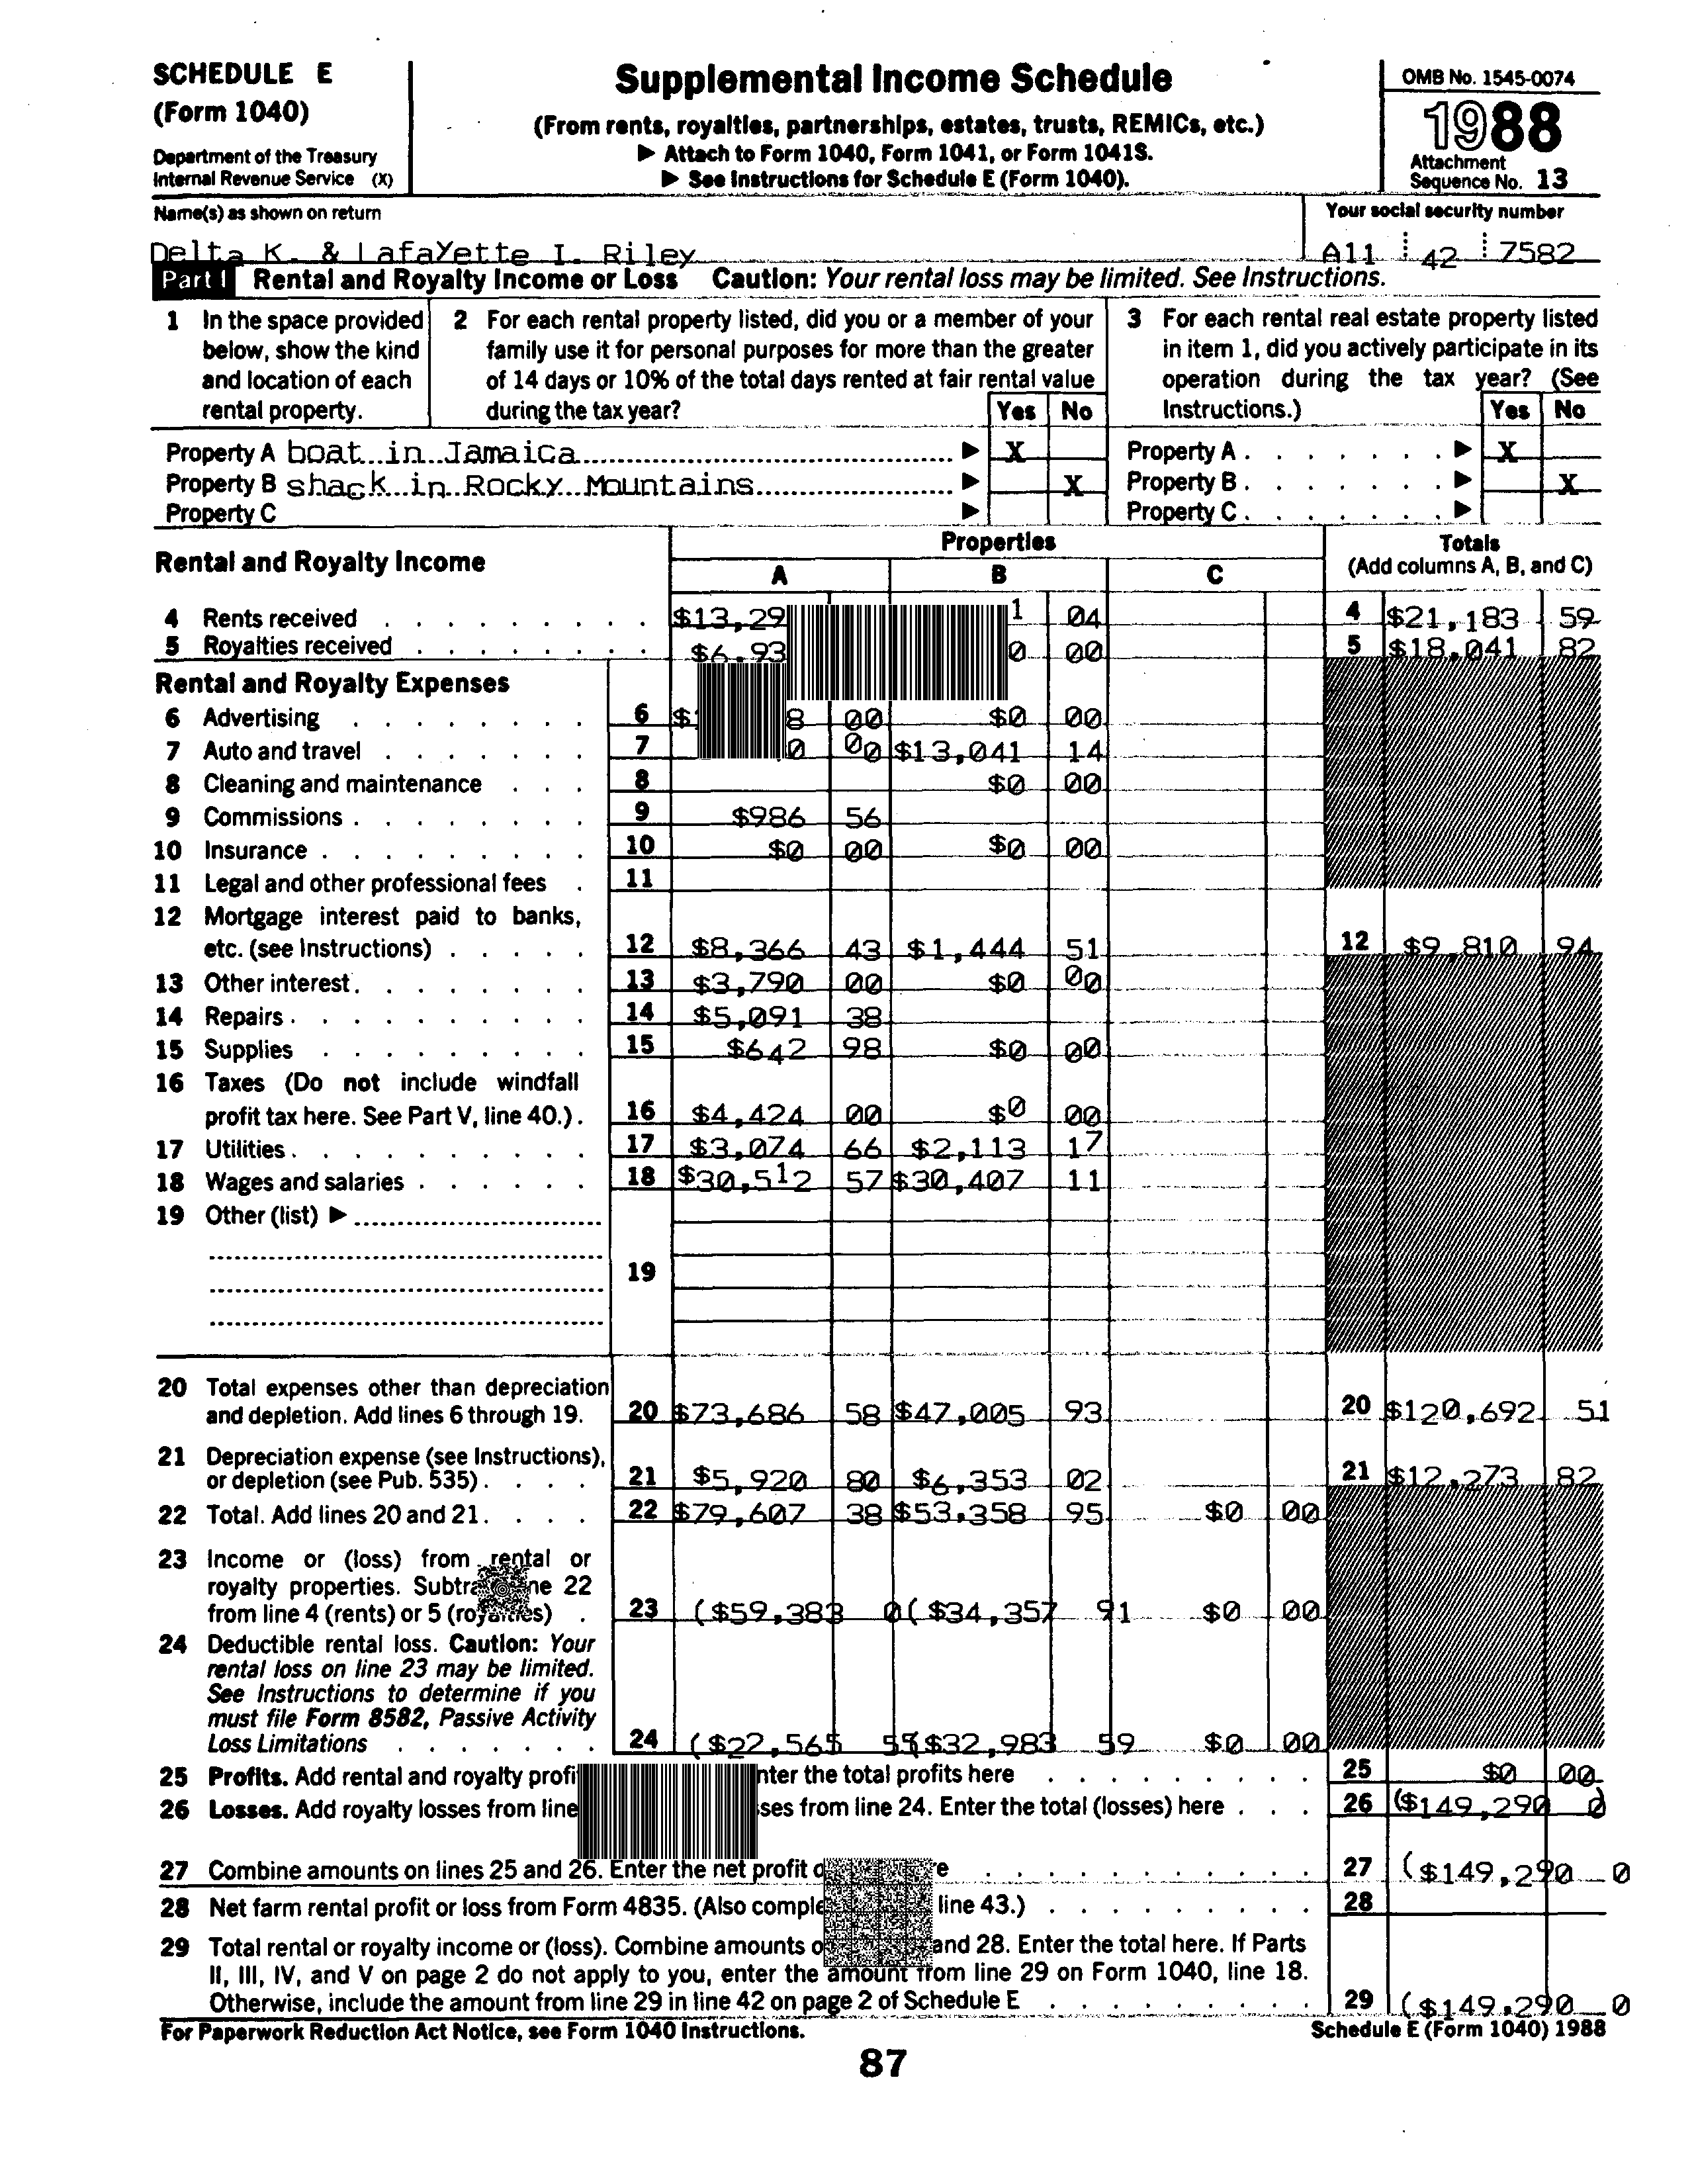 SCHEDULE E
(Form 1040)
Department of the Treasury
Internal Revenue Service (X)
Supplemental Income Schedule
(From rents, royalties, partnerships, estates, trusts, REMICs, etc.)
▶ Attach to Form 1040, Form 1041, or Form 1041S.
▶ See Instructions for Schedule E (Form 1040).
OMB No. 1545-0074
1988
Attachment
Sequence No. 13
Name(s) as shown on return
Your social security number
Delta K. & LafaYette I. Riley
A11 42 7582
Part I Rental and Royalty Income or Loss Caution: Your rental loss may be limited. See Instructions.
1 In the space provided
below, show the kind
and location of each
rental property.
2 For each rental property listed, did you or a member of your
family use it for personal purposes for more than the greater
of 14 days or 10% of the total days rented at fair rental value
during the tax year? Yes No
3 For each rental real estate property listed
in item 1, did you actively participate in its
operation during the tax year? (See
Instructions.) Yes No
Property A boat in Jamaica ▶ X Property A ▶ X
Property B shack in Rocky Mountains ▶ X Property B ▶ X
Property C ▶ Property C ▶
Rental and Royalty Income
Properties
A B C
Totals
(Add columns A, B, and C)
4 Rents received $13,29 1 04 4 $21,183 59
5 Royalties received $6,93 0 00 5 $18,041 82
Rental and Royalty Expenses
6 Advertising 6 $ 8 00 $0 00
7 Auto and travel 7 0 00 $13,041 14
8 Cleaning and maintenance 8 $0 00
9 Commissions 9 $986 56
10 Insurance 10 $0 00 $0 00
11 Legal and other professional fees 11
12 Mortgage interest paid to banks,
etc. (see Instructions) 12 $8,366 43 $1,444 51 12 $9,810 94
13 Other interest 13 $3,790 00 $0 00
14 Repairs 14 $5,091 38
15 Supplies 15 $642 98 $0 00
16 Taxes (Do not include windfall
profit tax here. See Part V, line 40.) 16 $4,424 00 $0 00
17 Utilities 17 $3,074 66 $2,113 17
18 Wages and salaries 18 $30,512 57 $30,407 11
19 Other (list) ▶
19
20 Total expenses other than depreciation
and depletion. Add lines 6 through 19. 20 $73,686 58 $47,005 93 20 $120,692 51
21 Depreciation expense (see Instructions),
or depletion (see Pub. 535) 21 $5,920 80 $6,353 02 21 $12,273 82
22 Total. Add lines 20 and 21 22 $79,607 38 $53,358 95 $0 00
23 Income or (loss) from rental or
royalty properties. ne 22
from line 4 (rents) or 5 (royalties) 23 ($59,383 0 ($34,357 91 $0 00
24 Deductible rental loss. Caution: Your
rental loss on line 23 may be limited.
See Instructions to determine if you
must file Form 8582, Passive Activity
Loss Limitations 24 ($22,565 55 ($32,983 59 $0 00
25 Profits. Add rental and royalty the total profits here 25 $0 00
26 Losses. Add royalty losses from line from line 24. Enter the total (losses) here 26 ($149,290 0)
27 Combine amounts on lines 25 and 26. Enter the net profit 27 ($149,290 0
28 Net farm rental profit or loss from Form 4835. (Also line 43.) 28
29 Total rental or royalty income or (loss). Combine amounts and 28. Enter the total here. If Parts
II, III, IV, and V on page 2 do not apply to you, enter the amount from line 29 on Form 1040, line 18.
Otherwise, include the amount from line 29 in line 42 on page 2 of Schedule E 29 ($149,290 0
For Paperwork Reduction Act Notice, see Form 1040 Instructions. Schedule E (Form 1040) 1988
87